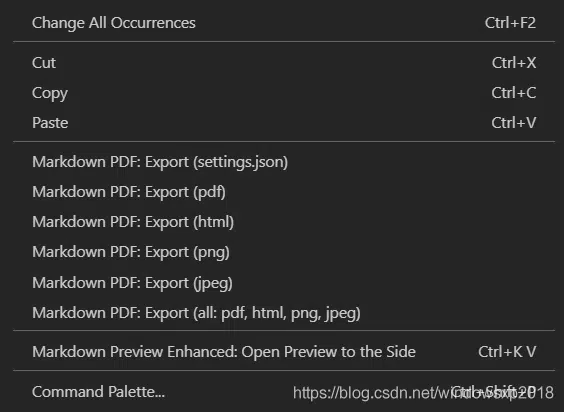 Change All Occurrences Ctrl+F2
Cut Ctrl+X
Copy Ctrl+C
Paste Ctrl+V
Markdown PDF: Export (settings.json)
Markdown PDF: Export (pdf)
Markdown PDF: Export (html)
Markdown PDF: Export (png)
Markdown PDF: Export (jpeg)
Markdown PDF: Export (all: pdf, html, png, jpeg)
Markdown Preview Enhanced: Open Preview to the Side Ctrl+K V
Command Palette... Ctrl+Shift+P
https://blog.csdn.net/windowsxp2018